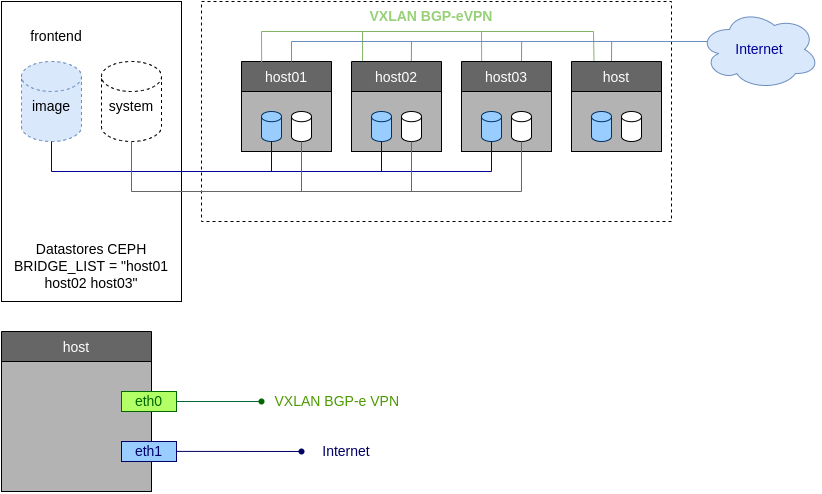 VXLAN BGP-eVPN
frontend
image
system
host01
host02
host03
host
Internet
Datastores CEPH
BRIDGE_LIST = "host01
host02 host03"
host
eth0
VXLAN BGP-e VPN
eth1
Internet